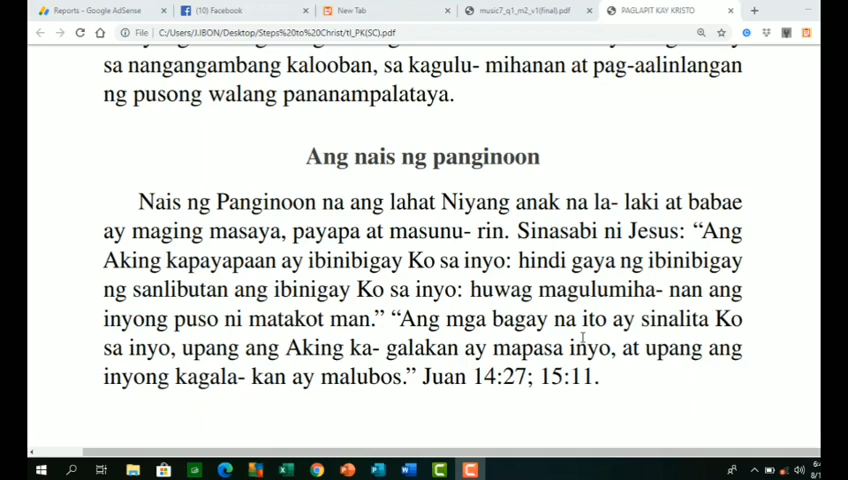 Reports - Google AdSense
(10) Facebook
New Tab
music7_q1_m2_v1(final).pdf
PAGLAPIT KAY KRISTO
File C:/Users/J.IBON/Desktop/Steps%20to%20Christ/tl_PK(SC).pdf
sa nangangambang kalooban, sa kagulu- mihanan at pag-aalinlangan
ng pusong walang pananampalataya.
Ang nais ng panginoon
Nais ng Panginoon na ang lahat Niyang anak na la- laki at babae
ay maging masaya, payapa at masunu- rin. Sinasabi ni Jesus: “Ang
Aking kapayapaan ay ibinibigay Ko sa inyo: hindi gaya ng ibinibigay
ng sanlibutan ang ibinigay Ko sa inyo: huwag magulumiha- nan ang
inyong puso ni matakot man.” “Ang mga bagay na ito ay sinalita Ko
sa inyo, upang ang Aking ka- galakan ay mapasa inyo, at upang ang
inyong kagala- kan ay malubos.” Juan 14:27; 15:11.